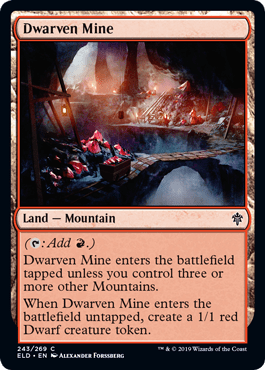 Dwarven Mine
Land — Mountain
(T: Add R.)
Dwarven Mine enters the battlefield
tapped unless you control three or
more other Mountains.
When Dwarven Mine enters the
battlefield untapped, create a 1/1 red
Dwarf creature token.
243/269 C
ELD • EN Alexander Forssberg
™ & © 2019 Wizards of the Coast